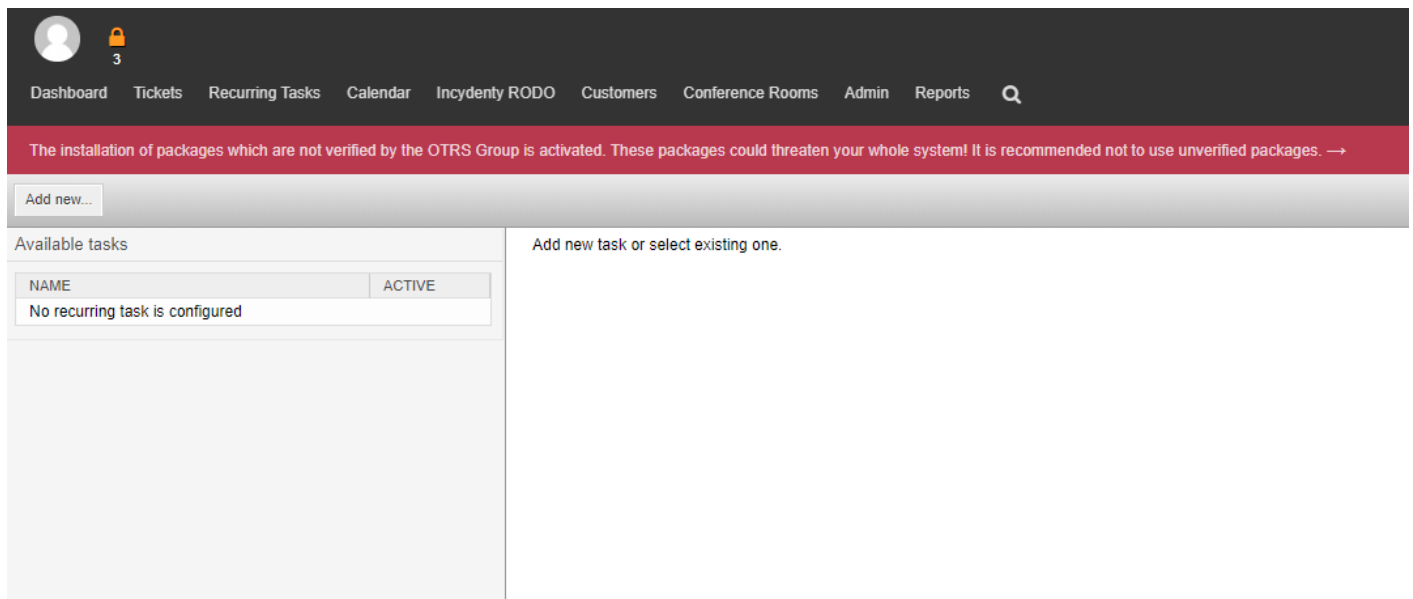 3
Dashboard Tickets Recurring Tasks Calendar Incydenty RODO Customers Conference Rooms Admin Reports
The installation of packages which are not verified by the OTRS Group is activated. These packages could threaten your whole system! It is recommended not to use unverified packages. →
Add new...
Available tasks
NAME ACTIVE
No recurring task is configured
Add new task or select existing one.